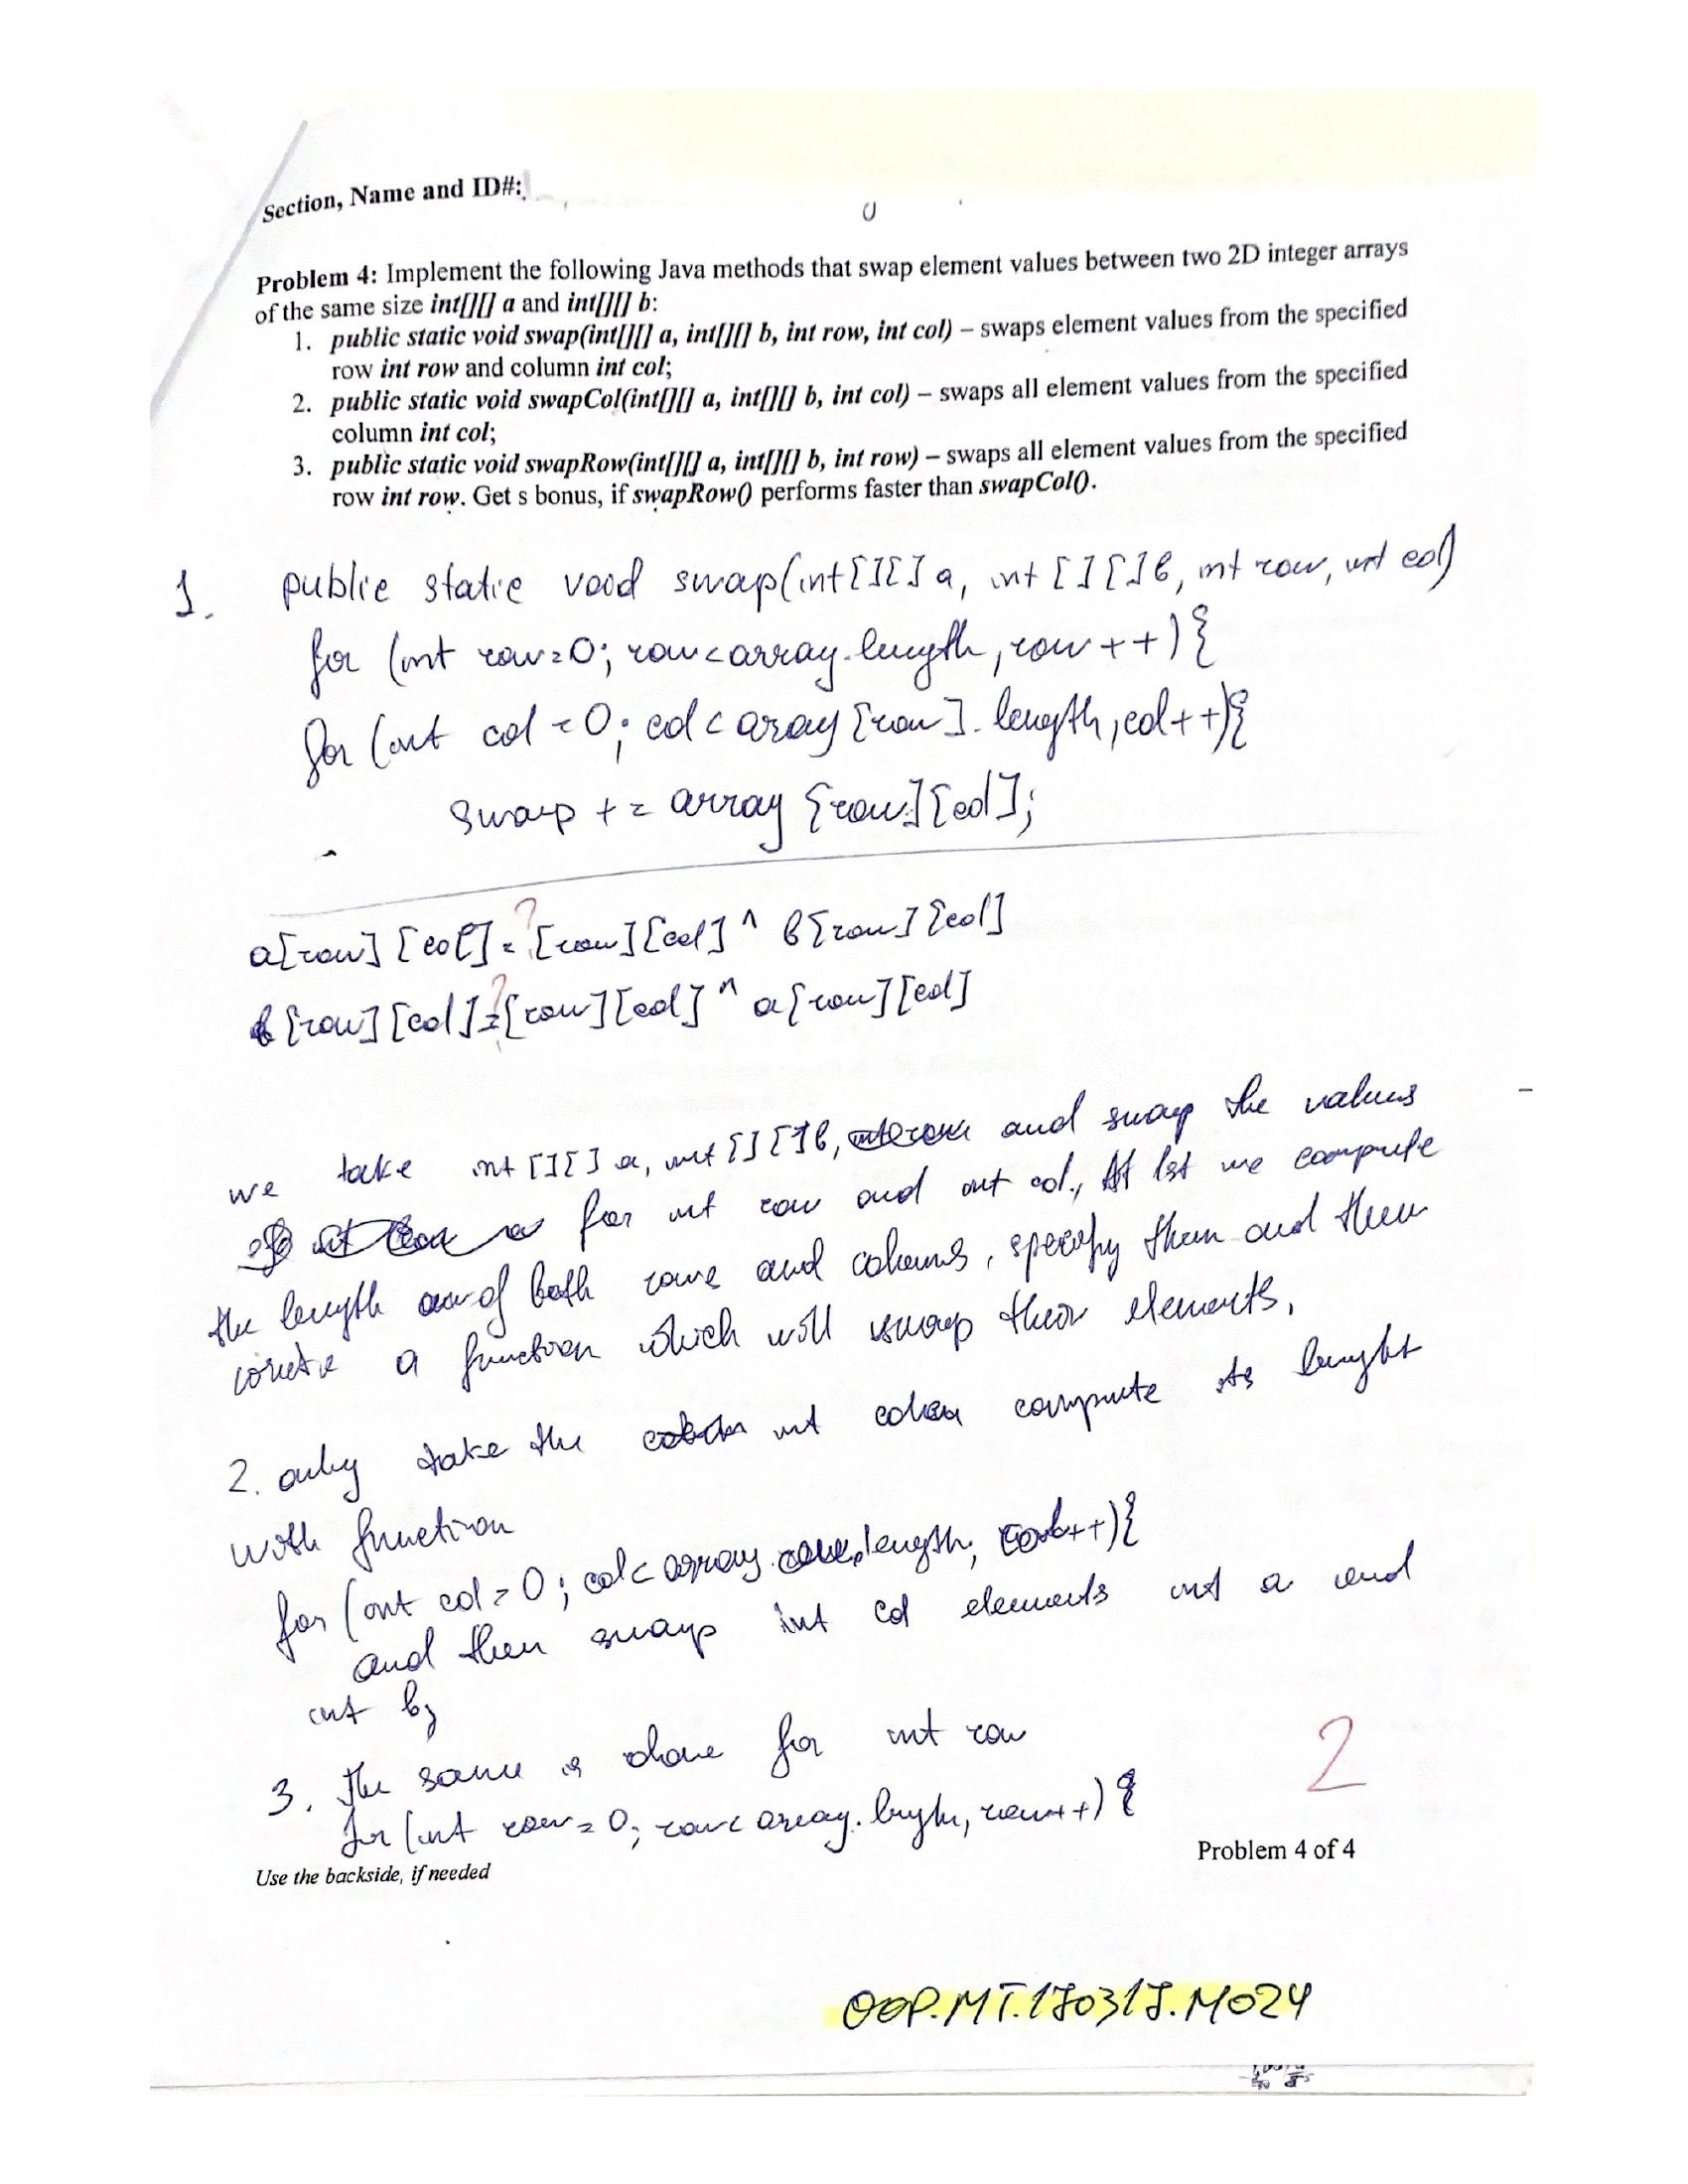 Section, Name and ID#:
Problem 4: Implement the following Java methods that swap element values between two 2D integer arrays
of the same size int[][] a and int[][] b:
1. public static void swap(int[][] a, int[][] b, int row, int col) – swaps element values from the specified
row int row and column int col;
2. public static void swapCol(int[][] a, int[][] b, int col) – swaps all element values from the specified
column int col;
3. public static void swapRow(int[][] a, int[][] b, int row) – swaps all element values from the specified
row int row. Get s bonus, if swapRow() performs faster than swapCol().
1. public static void swap(int[][] a, int [][]b, int row, int col)
for (int row=0; row<array.length, row++){
for (int col=0; col<array[row].length, col++){
swap += array [row][col];
a[row][col]=?[row][col] ^ b[row][col]
b[row][col]=?[row][col] ^ a[row][col]
we take int [][] a, int [][]b, and swap the values
for int row and int col., At 1st we compute
the length of both rows and columns, specify them and then
write a function which will swap their elements.
2. only take the int column compute its lenght
with function
for (int col=0; col<array.length, col++){
and then swap int col elements int a and
int b;
3. The same is done for int row
for (int row=0; row<array.length, row++) {
2
Use the backside, if needed
Problem 4 of 4
OOP.MT.170317.M024